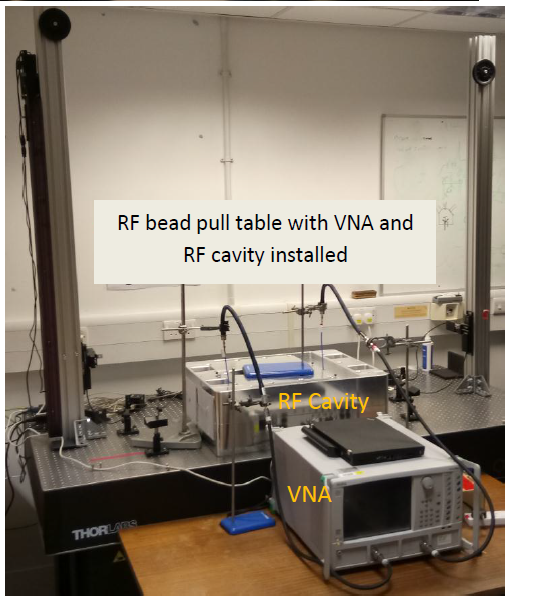 RF bead pull table with VNA and
RF cavity installed
RF Cavity
VNA
THORLABS